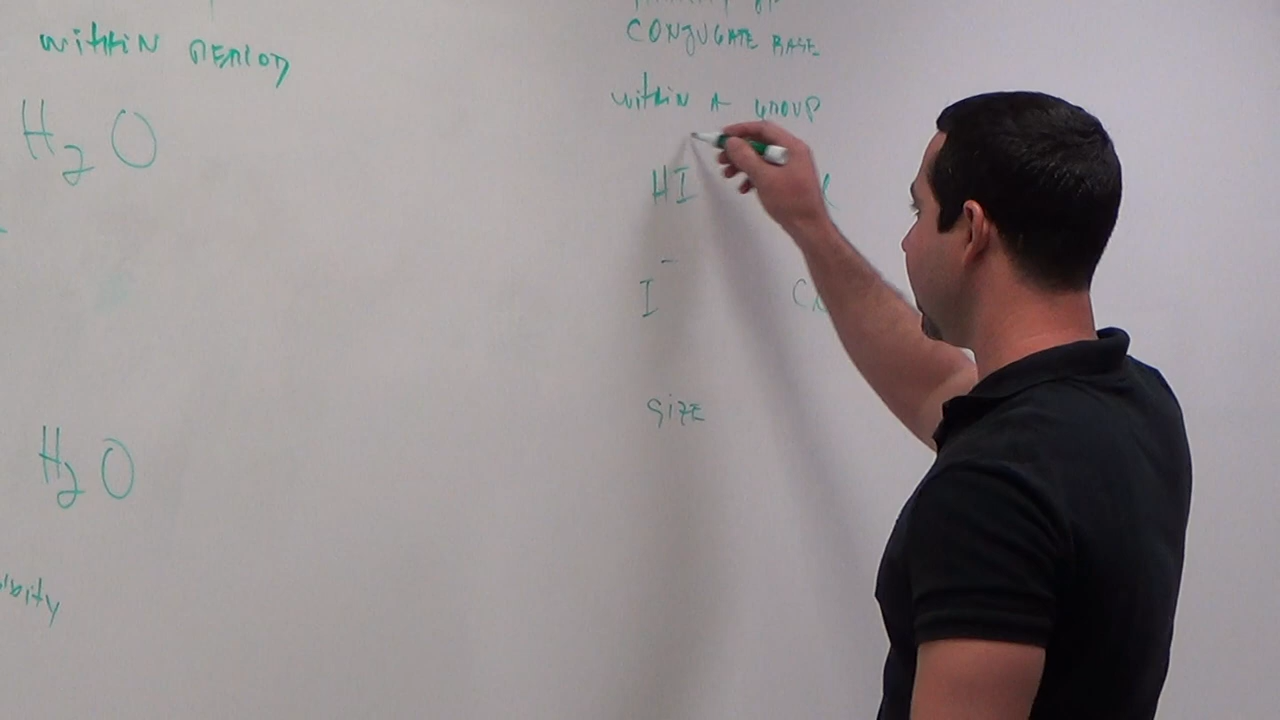 within PERIOD
H2O
H2O
CONJUGATE BASE
within A GROUP
HI
I⁻
size